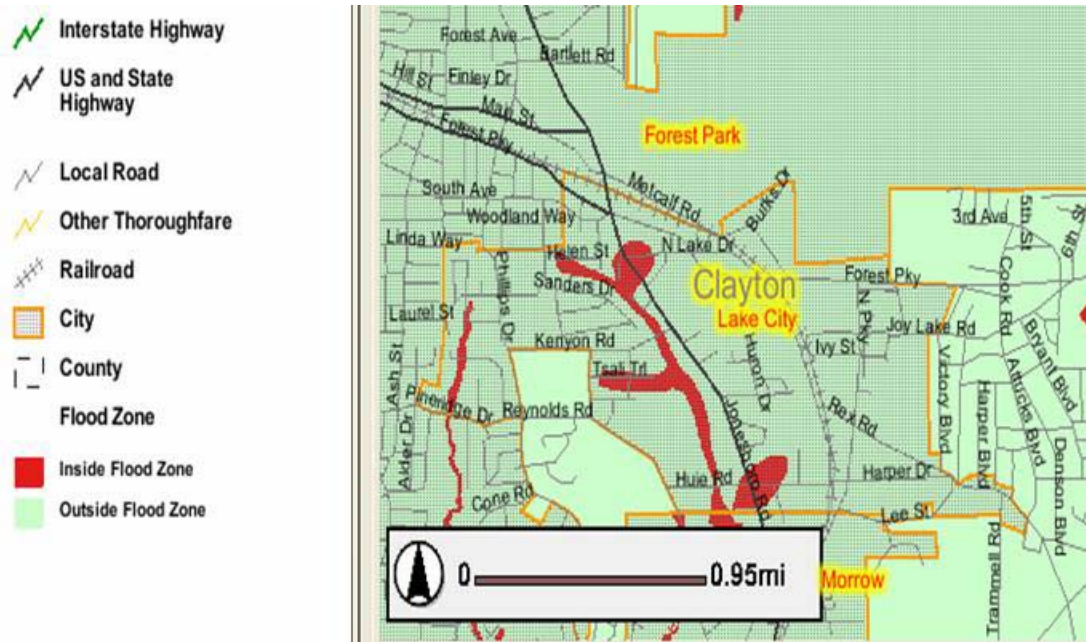 Interstate Highway
US and State
Highway
Local Road
Other Thoroughfare
Railroad
City
County
Flood Zone
Inside Flood Zone
Outside Flood Zone
Forest Ave
Bartlett Rd
Hill St
Finley Dr
Main St
Forest Pky
Forest Park
Metcalf Rd
Burks Dr
South Ave
Woodland Way
3rd Ave
5th St
Linda Way
Helen St
N Lake Dr
Phillips Dr
Sanders Dr
Clayton
Forest Pky
Cook Rd
Laurel St
Lake City
N Pky
Joy Lake Rd
Kenyon Rd
Huron Dr
Ivy St
Bryant Blvd
Ash St
Tsali Trl
Victory Blvd
Attucks Blvd
Pineridge Dr
Reynolds Rd
Jonesboro Rd
Rex Rd
Harper Blvd
Alder Dr
Denson Blvd
Huie Rd
Harper Dr
Cone Rd
Lee St
0
0.95mi
Morrow
Trammell Rd